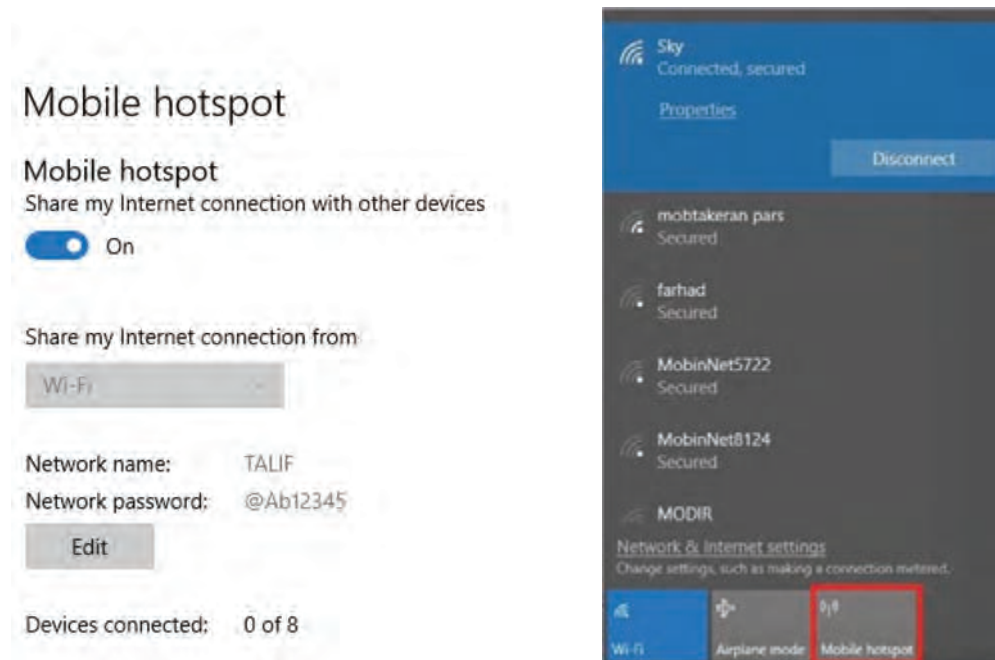 Mobile hotspot
Mobile hotspot
Share my Internet connection with other devices
On
Share my Internet connection from
Wi-Fi
Network name: TALIF
Network password: @Ab12345
Edit
Devices connected: 0 of 8
Sky
Connected, secured
Properties
Disconnect
mobtakeran pars
Secured
farhad
Secured
MobinNet5722
Secured
MobinNet8124
Secured
MODIR
Network & Internet settings
Change settings, such as making a connection metered.
Wi-Fi
Airplane mode
Mobile hotspot